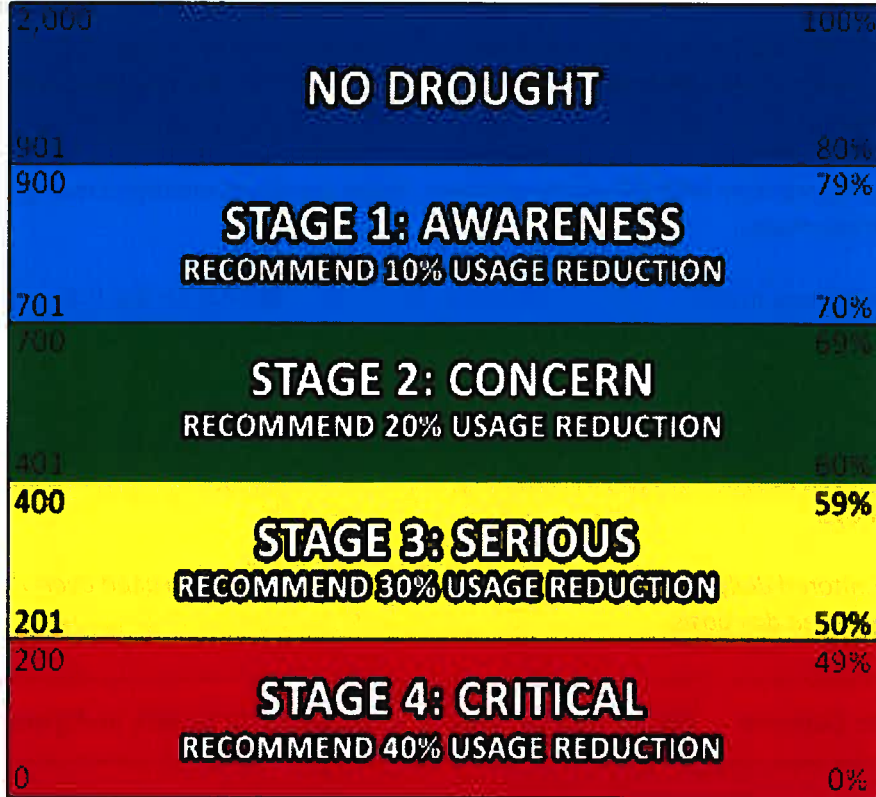 2,000 100%
NO DROUGHT
901 80%
900 79%
STAGE 1: AWARENESS
RECOMMEND 10% USAGE REDUCTION
701 70%
700 69%
STAGE 2: CONCERN
RECOMMEND 20% USAGE REDUCTION
401 60%
400 59%
STAGE 3: SERIOUS
RECOMMEND 30% USAGE REDUCTION
201 50%
200 49%
STAGE 4: CRITICAL
RECOMMEND 40% USAGE REDUCTION
0 0%